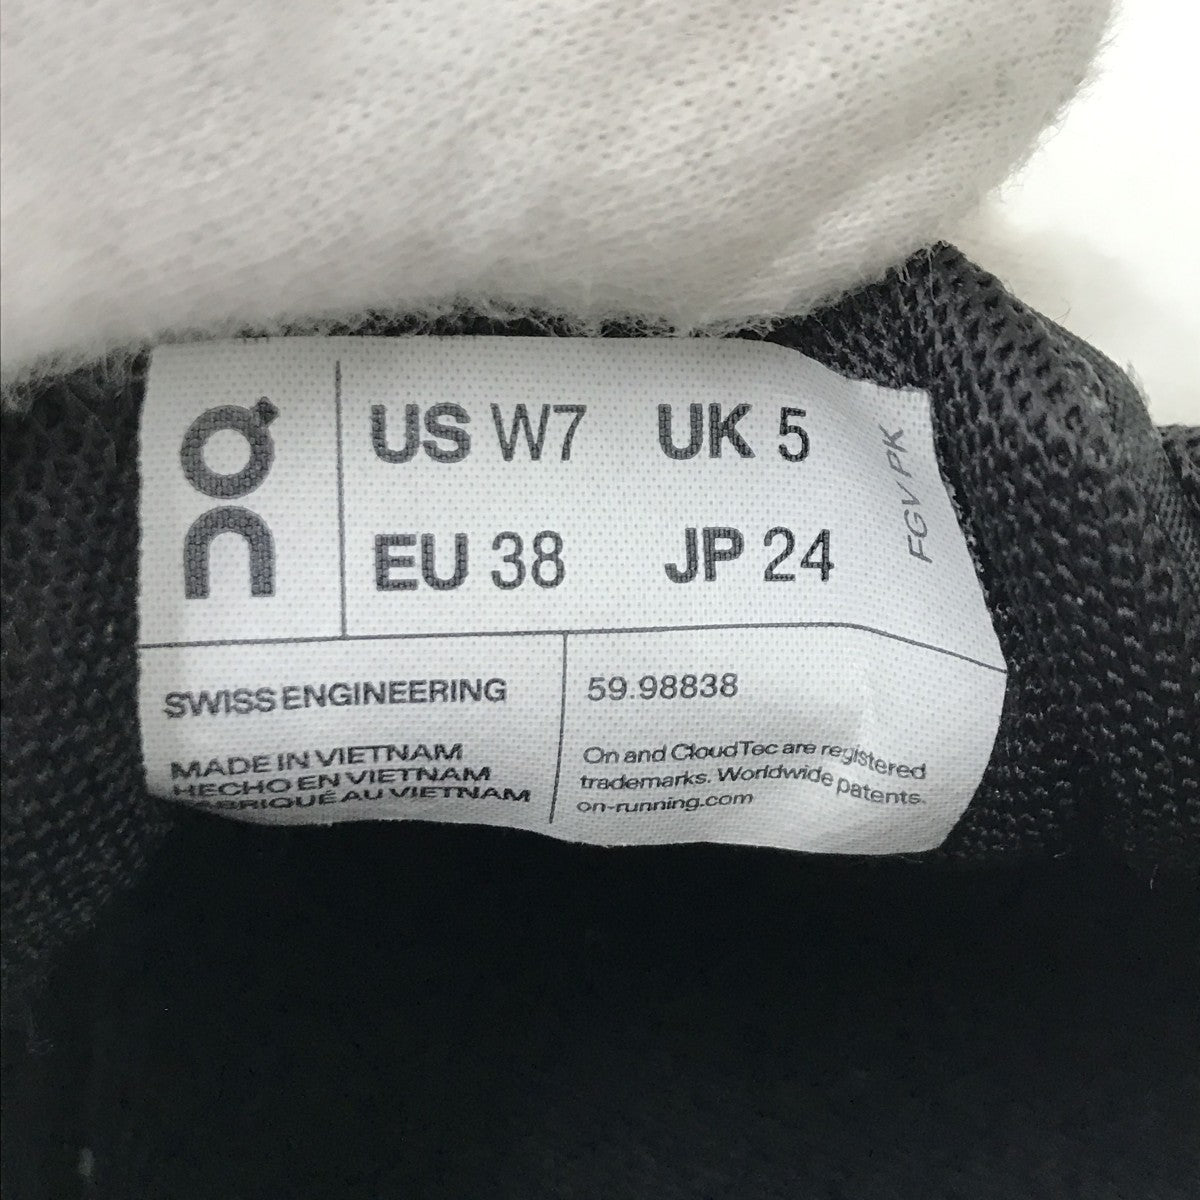 On
US W7 UK 5
EU 38 JP 24
FGV PK
SWISS ENGINEERING
MADE IN VIETNAM
HECHO EN VIETNAM
FABRIQUÉ AU VIETNAM
59.98838
On and CloudTec are registered
trademarks. Worldwide patents.
on-running.com